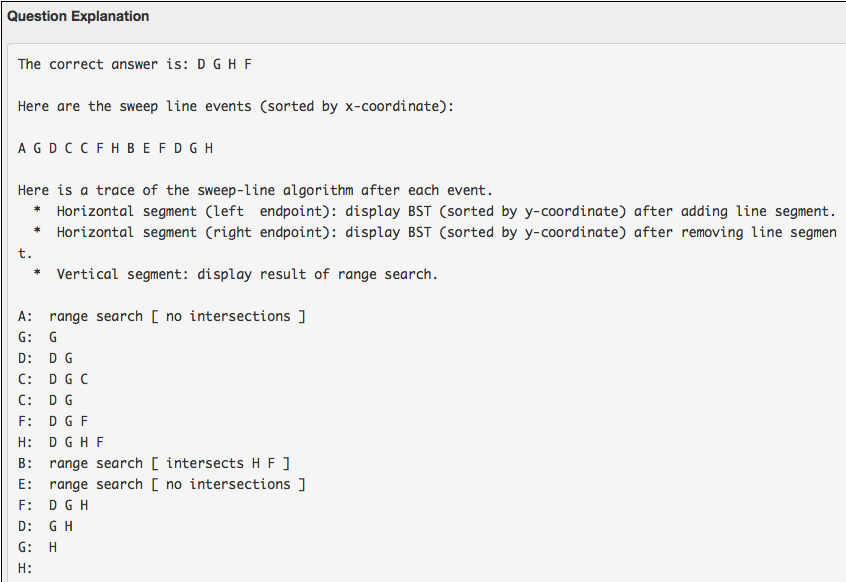 Question Explanation
The correct answer is: D G H F
Here are the sweep line events (sorted by x-coordinate):
A G D C C F H B E F D G H
Here is a trace of the sweep-line algorithm after each event.
* Horizontal segment (left  endpoint): display BST (sorted by y-coordinate) after adding line segment.
* Horizontal segment (right endpoint): display BST (sorted by y-coordinate) after removing line segmen
t.
* Vertical segment: display result of range search.
A:  range search [ no intersections ]
G:  G
D:  D G
C:  D G C
C:  D G
F:  D G F
H:  D G H F
B:  range search [ intersects H F ]
E:  range search [ no intersections ]
F:  D G H
D:  G H
G:  H
H: